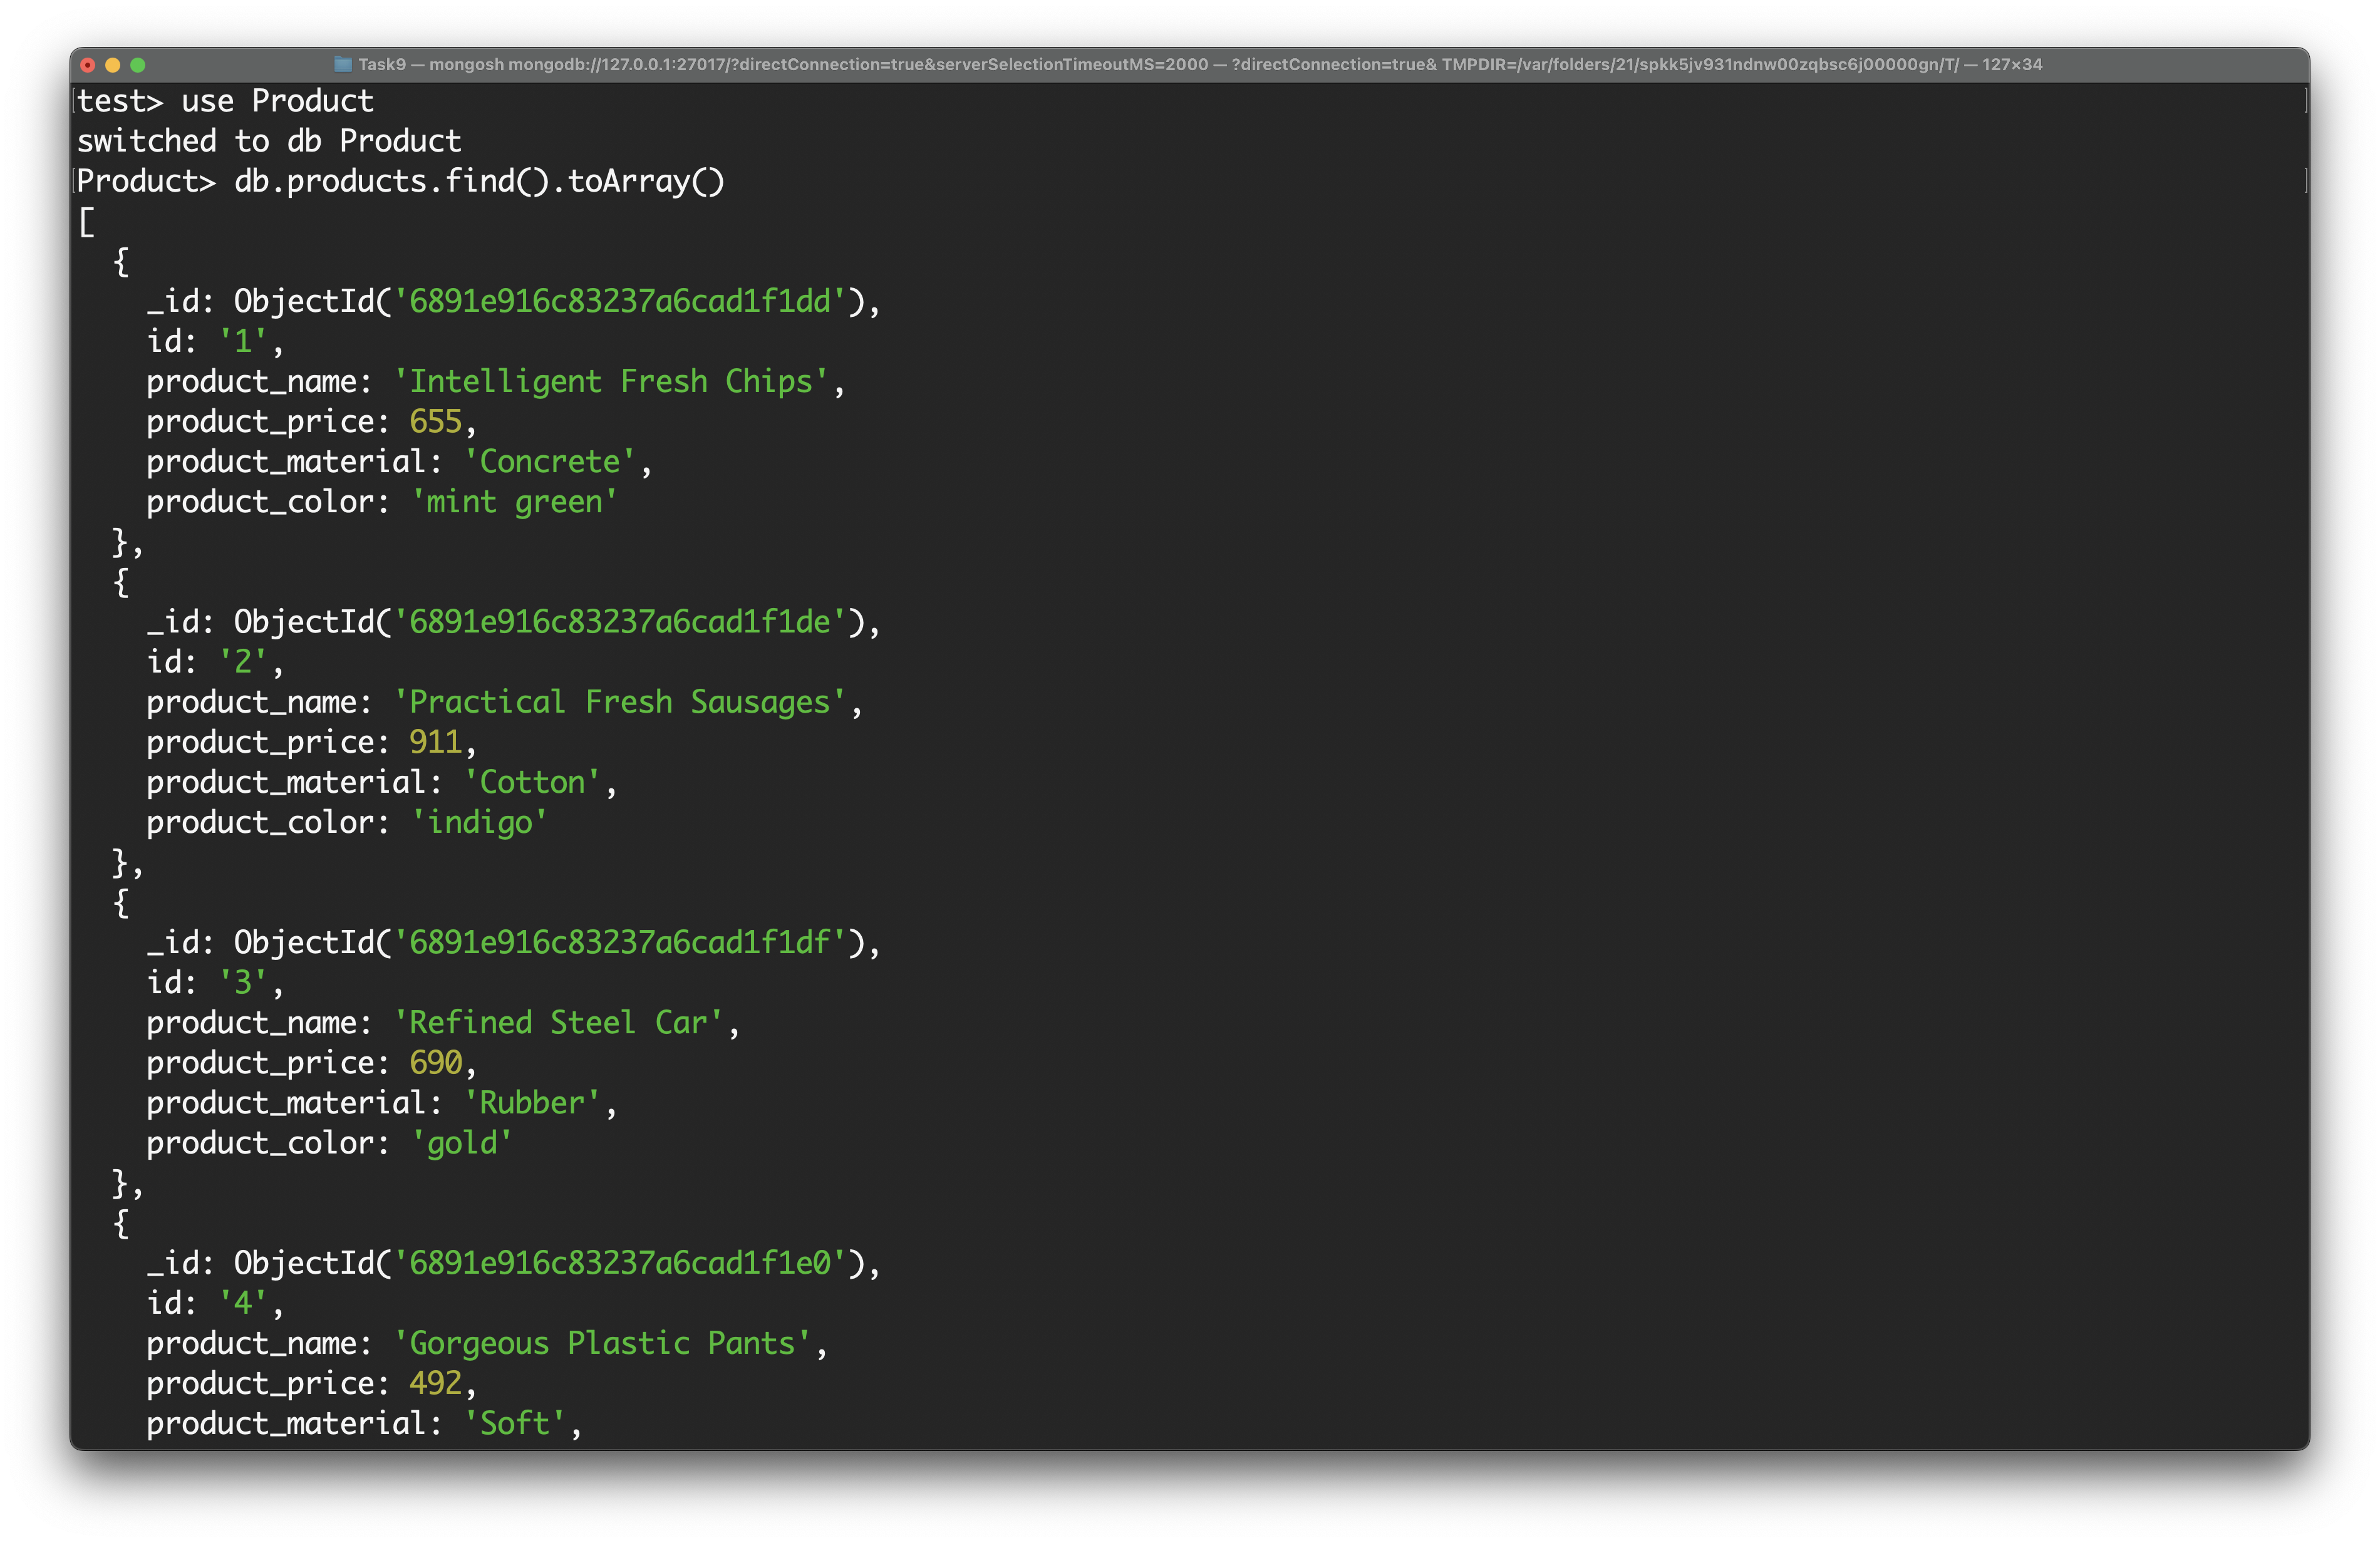 Task9 — mongosh mongodb://127.0.0.1:27017/?directConnection=true&serverSelectionTimeoutMS=2000 — ?directConnection=true& TMPDIR=/var/folders/21/spkk5jv931ndnw00zqbsc6j00000gn/T/ — 127×34
[test> use Product ]
switched to db Product
[Product> db.products.find().toArray() ]
[
  {
    _id: ObjectId('6891e916c83237a6cad1f1dd'),
    id: '1',
    product_name: 'Intelligent Fresh Chips',
    product_price: 655,
    product_material: 'Concrete',
    product_color: 'mint green'
  },
  {
    _id: ObjectId('6891e916c83237a6cad1f1de'),
    id: '2',
    product_name: 'Practical Fresh Sausages',
    product_price: 911,
    product_material: 'Cotton',
    product_color: 'indigo'
  },
  {
    _id: ObjectId('6891e916c83237a6cad1f1df'),
    id: '3',
    product_name: 'Refined Steel Car',
    product_price: 690,
    product_material: 'Rubber',
    product_color: 'gold'
  },
  {
    _id: ObjectId('6891e916c83237a6cad1f1e0'),
    id: '4',
    product_name: 'Gorgeous Plastic Pants',
    product_price: 492,
    product_material: 'Soft',